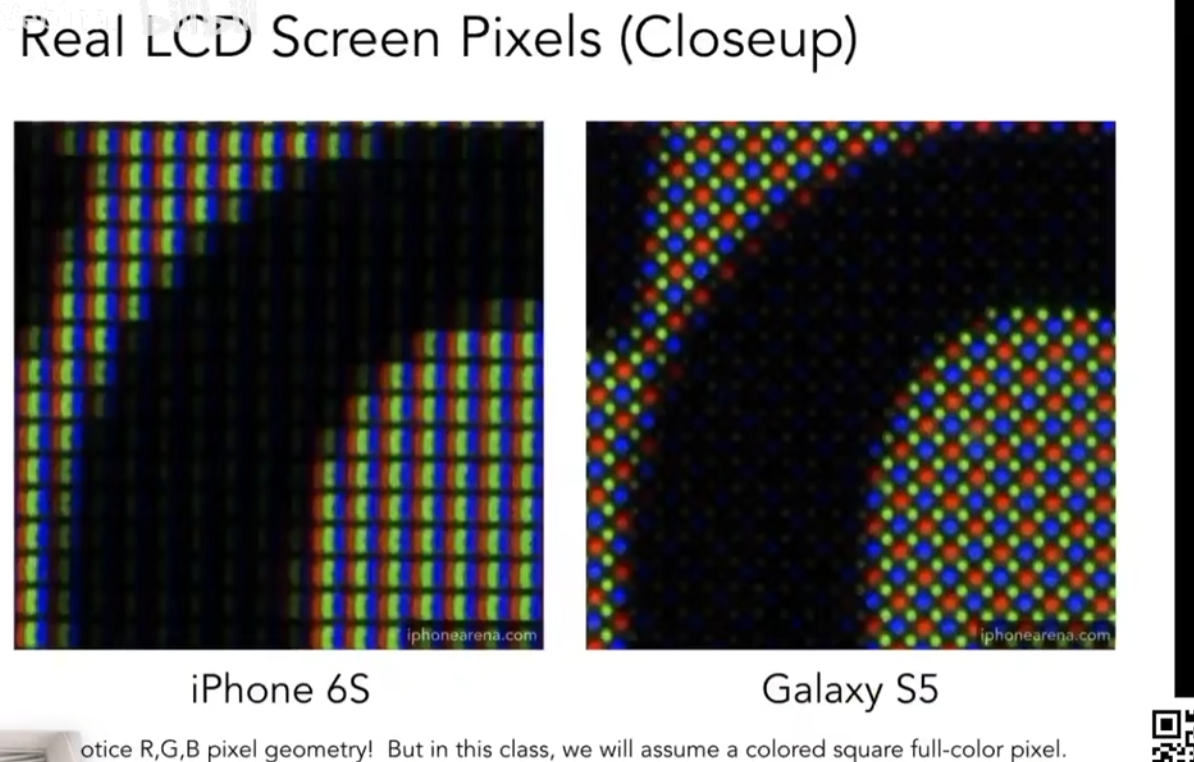 Real LCD Screen Pixels (Closeup)
iphonearena.com
iphonearena.com
iPhone 6S
Galaxy S5
otice R,G,B pixel geometry! But in this class, we will assume a colored square full-color pixel.